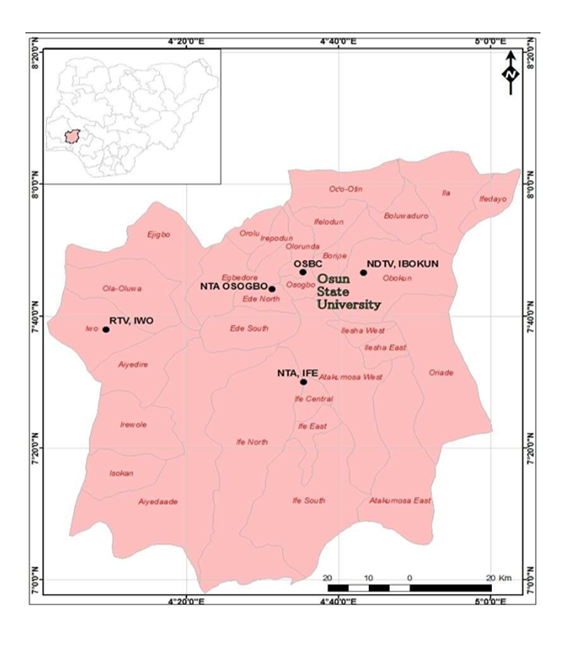 4°20'0"E 4°40'0"E 5°0'0"E
8°20'0"N 8°20'0"N
N
8°0'0"N 8°0'0"N
Oo'o-Otin
Ila
Ifedayo
Boluwaduro
Ifelodun
Ejigbo
Orolu
Irepodun
Olorunda
Boripe
OSBC
NDTV, IBOKUN
Egbedore
Osogbo
Obokun
NTA OSOGBO
Ola-Oluwa
Ede North
Osun
State
University
7°40'0"N 7°40'0"N
RTV, IWO
Iwo
Ede South
Ilesha West
Ilesha East
Aiyedire
NTA, IFE
Atakumosa West
Oriade
Ife Central
Irewole
Ife East
Ife North
7°20'0"N 7°20'0"N
Isokan
Aiyedaade
Ife South
Atakumosa East
7°0'0"N 7°0'0"N
20 10 0 20 Km
4°20'0"E 4°40'0"E 5°0'0"E